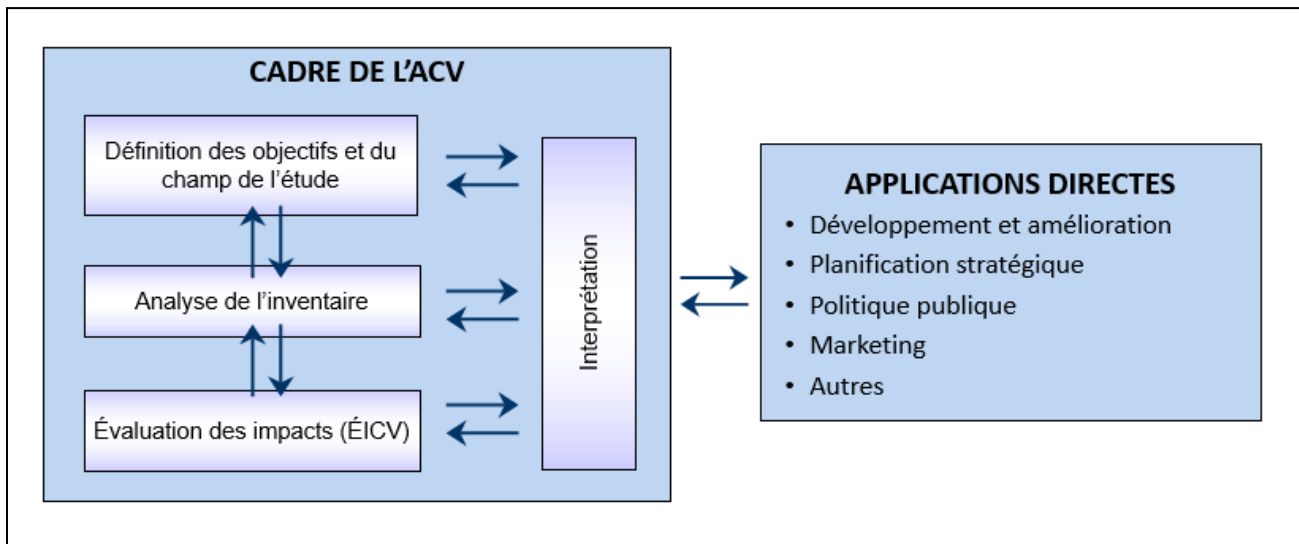 CADRE DE L’ACV
Définition des objectifs et du
champ de l’étude
Analyse de l’inventaire
Évaluation des impacts (ÉICV)
Interprétation
APPLICATIONS DIRECTES
• Développement et amélioration
• Planification stratégique
• Politique publique
• Marketing
• Autres